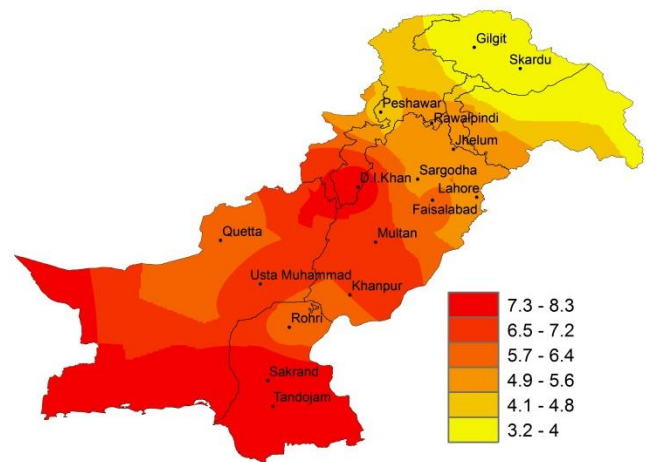 Gilgit
Skardu
Peshawar
Rawalpindi
Jhelum
Sargodha
D.I.Khan
Lahore
Faisalabad
Quetta
Multan
Usta Muhammad
Khanpur
Rohri
Sakrand
Tandojam
7.3 - 8.3
6.5 - 7.2
5.7 - 6.4
4.9 - 5.6
4.1 - 4.8
3.2 - 4